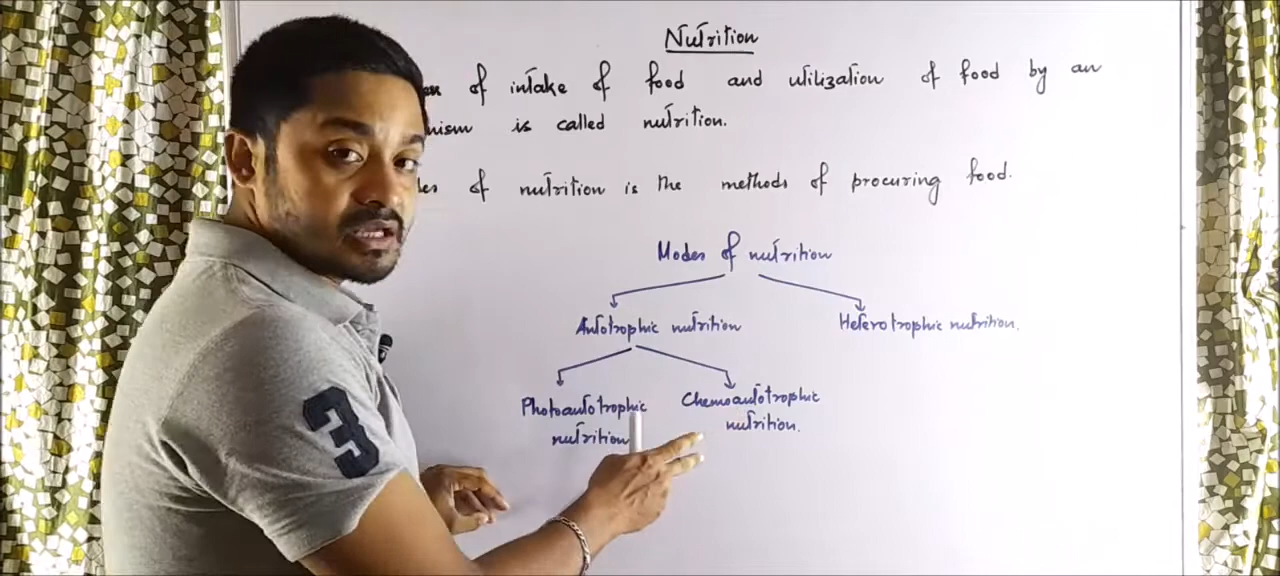 Nutrition
of intake of food and utilization of food by an
is called nutrition.
of nutrition is the methods of procuring food.
Modes of nutrition
Autotrophic nutrition
Heterotrophic nutrition.
Photoautotrophic
nutrition
Chemoautotrophic
nutrition.
3